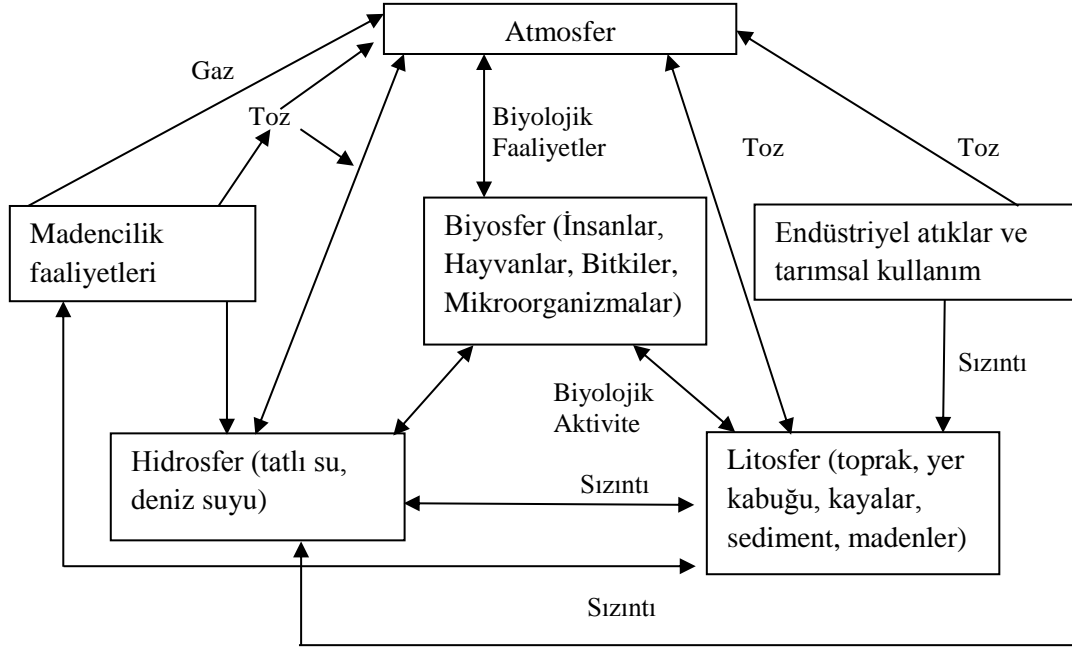 Atmosfer
Gaz
Toz
Biyolojik
Faaliyetler
Toz
Toz
Madencilik
faaliyetleri
Biyosfer (İnsanlar,
Hayvanlar, Bitkiler,
Mikroorganizmalar)
Endüstriyel atıklar ve
tarımsal kullanım
Sızıntı
Biyolojik
Aktivite
Hidrosfer (tatlı su,
deniz suyu)
Sızıntı
Litosfer (toprak, yer
kabuğu, kayalar,
sediment, madenler)
Sızıntı